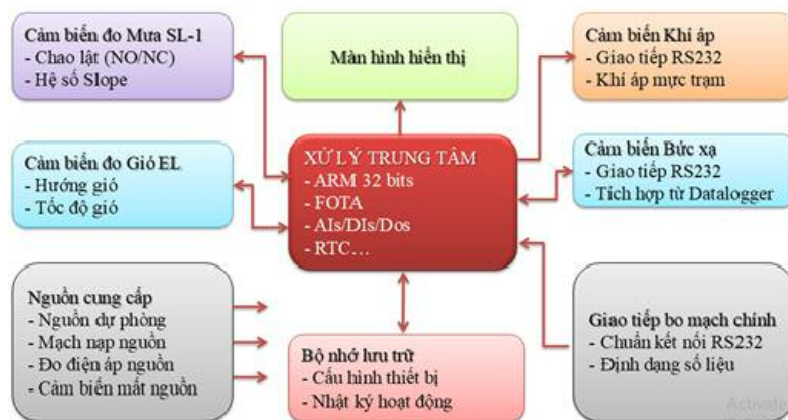 Cảm biến đo Mưa SL-1
- Chao lật (NO/NC)
- Hệ số Slope
Màn hình hiển thị
Cảm biến Khí áp
- Giao tiếp RS232
- Khí áp mực trạm
Cảm biến đo Gió EL
- Hướng gió
- Tốc độ gió
XỬ LÝ TRUNG TÂM
- ARM 32 bits
- FOTA
- AIs/DIs/Dos
- RTC...
Cảm biến Bức xạ
- Giao tiếp RS232
- Tích hợp từ Datalogger
Nguồn cung cấp
- Nguồn dự phòng
- Mạch nạp nguồn
- Đo điện áp nguồn
- Cảm biến mất nguồn
Bộ nhớ lưu trữ
- Cấu hình thiết bị
- Nhật ký hoạt động
Giao tiếp bo mạch chính
- Chuẩn kết nối RS232
- Định dạng số liệu
Activate